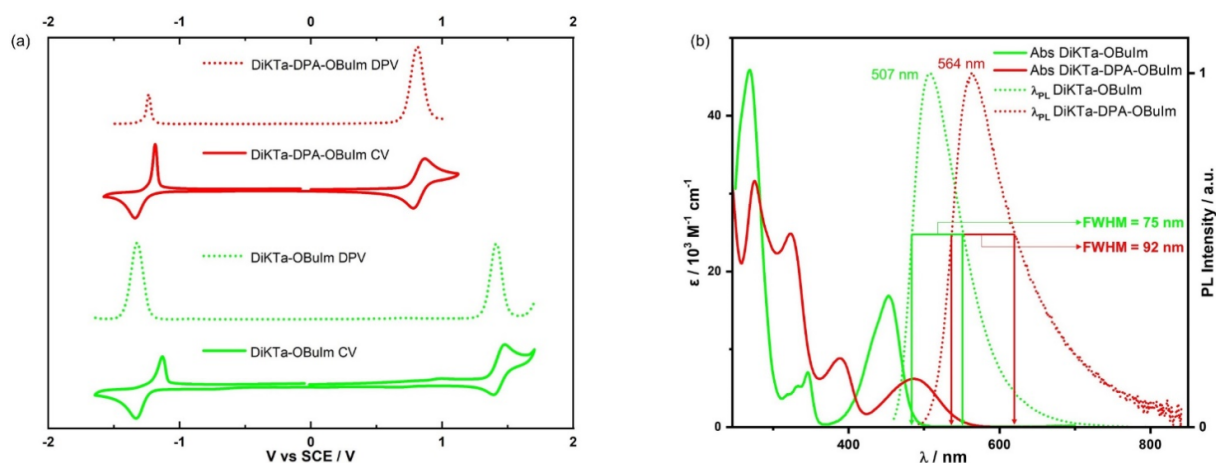 -2 -1 0 1 2
(a)
DiKTa-DPA-OBuIm DPV
DiKTa-DPA-OBuIm CV
DiKTa-OBuIm DPV
DiKTa-OBuIm CV
-2 -1 0 1 2
V vs SCE / V
(b)
507 nm
564 nm
Abs DiKTa-OBuIm
Abs DiKTa-DPA-OBuIm
λPL DiKTa-OBuIm
λPL DiKTa-DPA-OBuIm
FWHM = 75 nm
FWHM = 92 nm
40
20
0
ε / 10³ M⁻¹ cm⁻¹
1
0
PL Intensity / a.u.
400 600 800
λ / nm